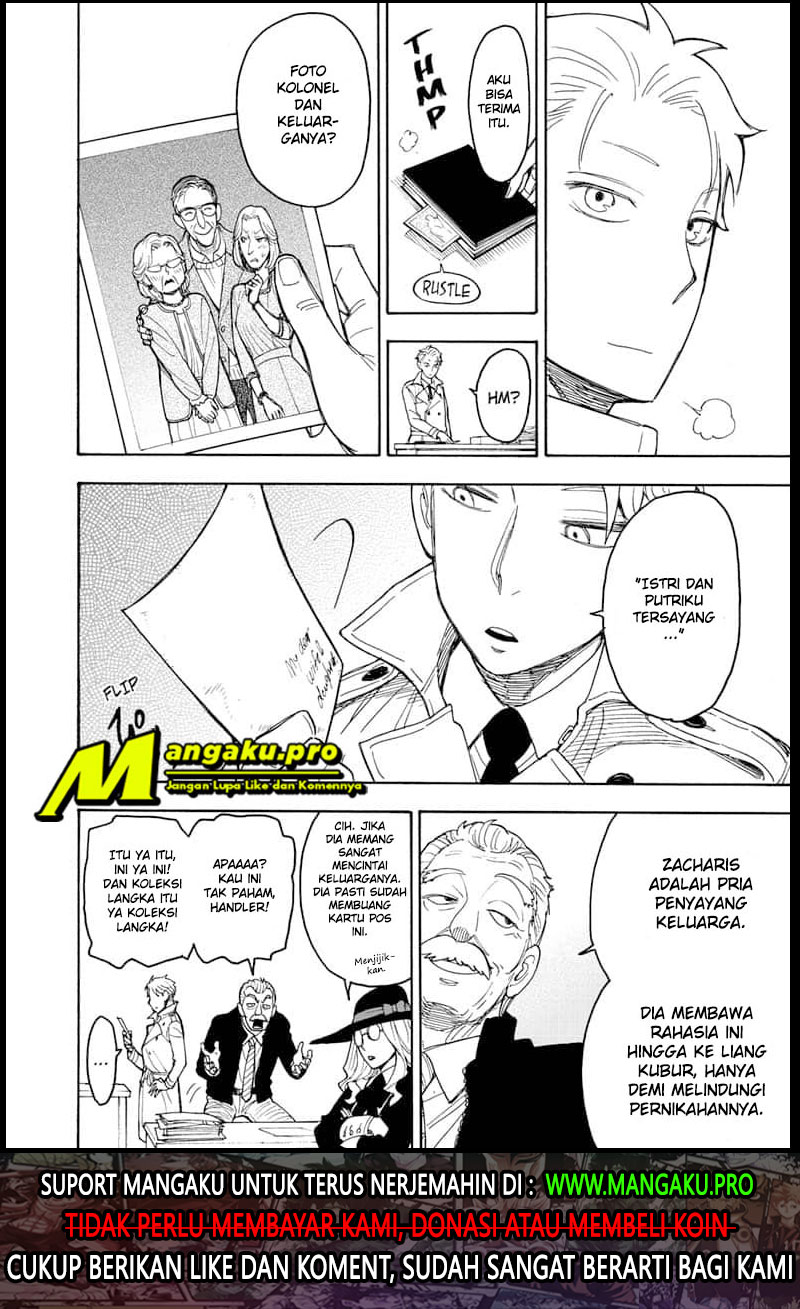 AKU
BISA
TERIMA
ITU.
THMP
RUSTLE
HM?
FOTO
KOLONEL
DAN
KELUAR-
GANYA?
"ISTRI DAN
PUTRIKU
TERSAYANG
..."
My dear
wife &
daughter
FLIP
Mangaku.pro
Jangan Lupa Like dan Komennya
ZACHARIS
ADALAH PRIA
PENYAYANG
KELUARGA.
DIA MEMBAWA
RAHASIA INI
HINGGA KE LIANG
KUBUR, HANYA
DEMI MELINDUNGI
PERNIKAHANNYA.
CIH. JIKA
DIA MEMANG
SANGAT
MENCINTAI
KELUARGANYA.
DIA PASTI SUDAH
MEMBUANG
KARTU POS
INI.
Menjijik-
kan.
APAAAA?
KAU INI
TAK PAHAM,
HANDLER!
ITU YA ITU,
INI YA INI!
DAN KOLEKSI
LANGKA ITU
YA KOLEKSI
LANGKA!
...
SUPORT MANGAKU UNTUK TERUS NERJEMAHIN DI : WWW.MANGAKU.PRO
TIDAK PERLU MEMBAYAR KAMI, DONASI ATAU MEMBELI KOIN
CUKUP BERIKAN LIKE DAN KOMENT, SUDAH SANGAT BERARTI BAGI KAMI